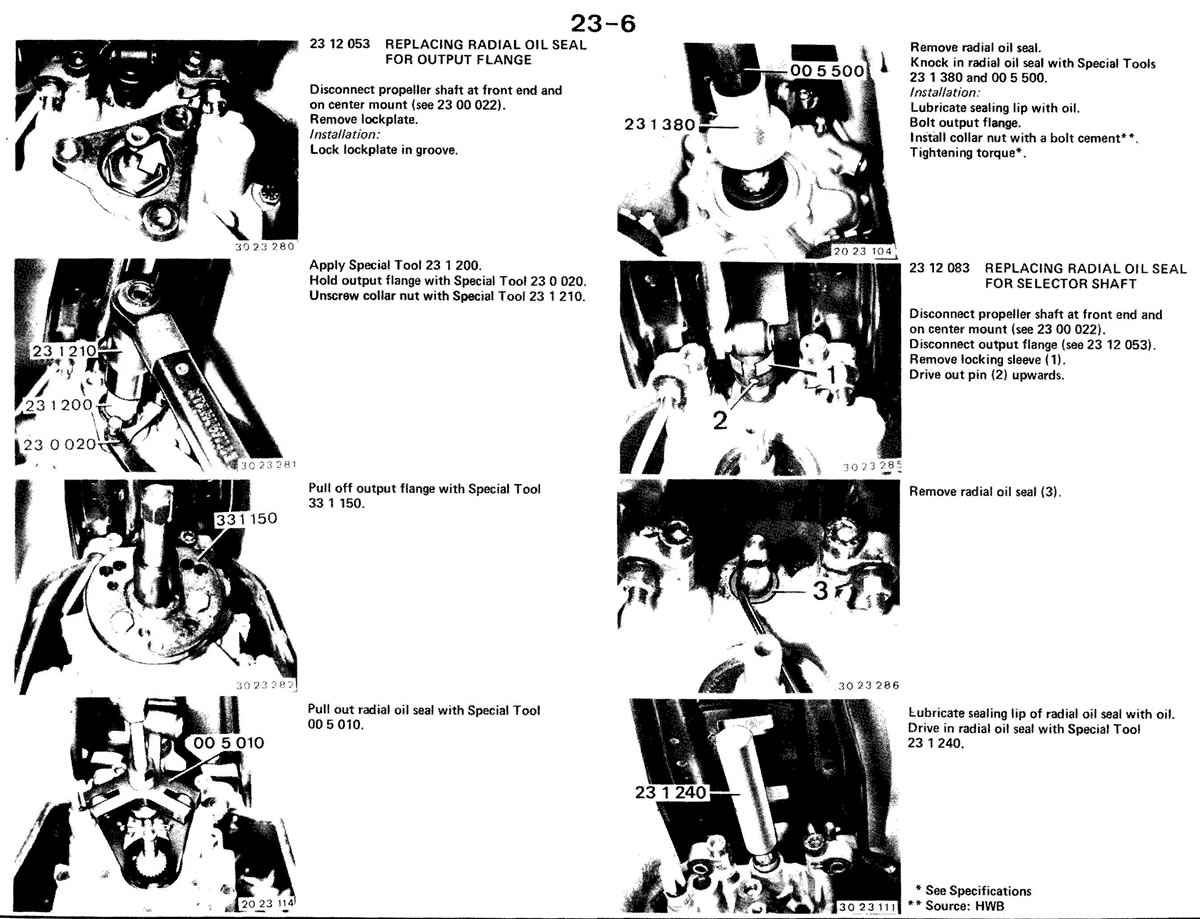 23-6
23 12 053 REPLACING RADIAL OIL SEAL
FOR OUTPUT FLANGE
Disconnect propeller shaft at front end and
on center mount (see 23 00 022).
Remove lockplate.
Installation:
Lock lockplate in groove.
30 23 280
Apply Special Tool 23 1 200.
Hold output flange with Special Tool 23 0 020.
Unscrew collar nut with Special Tool 23 1 210.
23 1 210
23 1 200
23 0 020
30 23 281
Pull off output flange with Special Tool
33 1 150.
33 1 150
30 23 282
Pull out radial oil seal with Special Tool
00 5 010.
00 5 010
20 23 114
Remove radial oil seal.
Knock in radial oil seal with Special Tools
23 1 380 and 00 5 500.
Installation:
Lubricate sealing lip with oil.
Bolt output flange.
Install collar nut with a bolt cement**.
Tightening torque*.
00 5 500
23 1 380
20 23 104
23 12 083 REPLACING RADIAL OIL SEAL
FOR SELECTOR SHAFT
Disconnect propeller shaft at front end and
on center mount (see 23 00 022).
Disconnect output flange (see 23 12 053).
Remove locking sleeve (1).
Drive out pin (2) upwards.
1
2
30 23 285
Remove radial oil seal (3).
3
30 23 286
Lubricate sealing lip of radial oil seal with oil.
Drive in radial oil seal with Special Tool
23 1 240.
23 1 240
30 23 111
* See Specifications
** Source: HWB